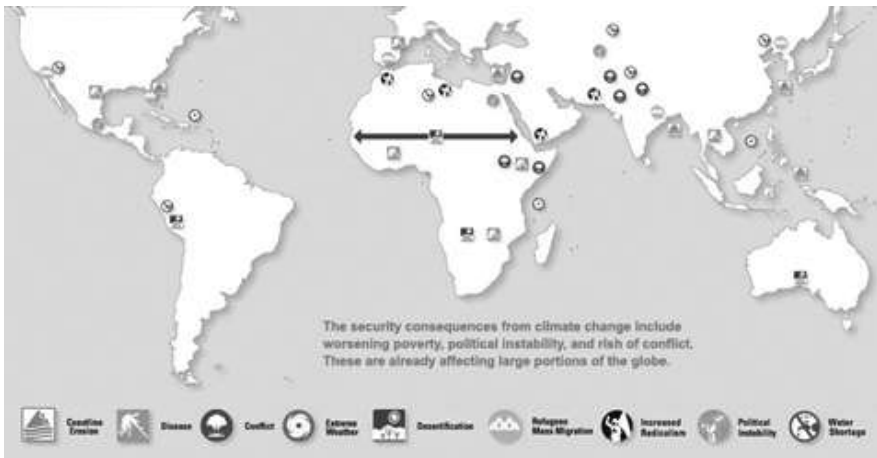 The security consequences from climate change include
worsening poverty, political instability, and risk of conflict.
These are already affecting large portions of the globe.
Coastline
Erosion
Disease
Conflict
Extreme
Weather
Desertification
Refugees
Mass Migration
Increased
Radicalism
Political
Instability
Water
Shortage